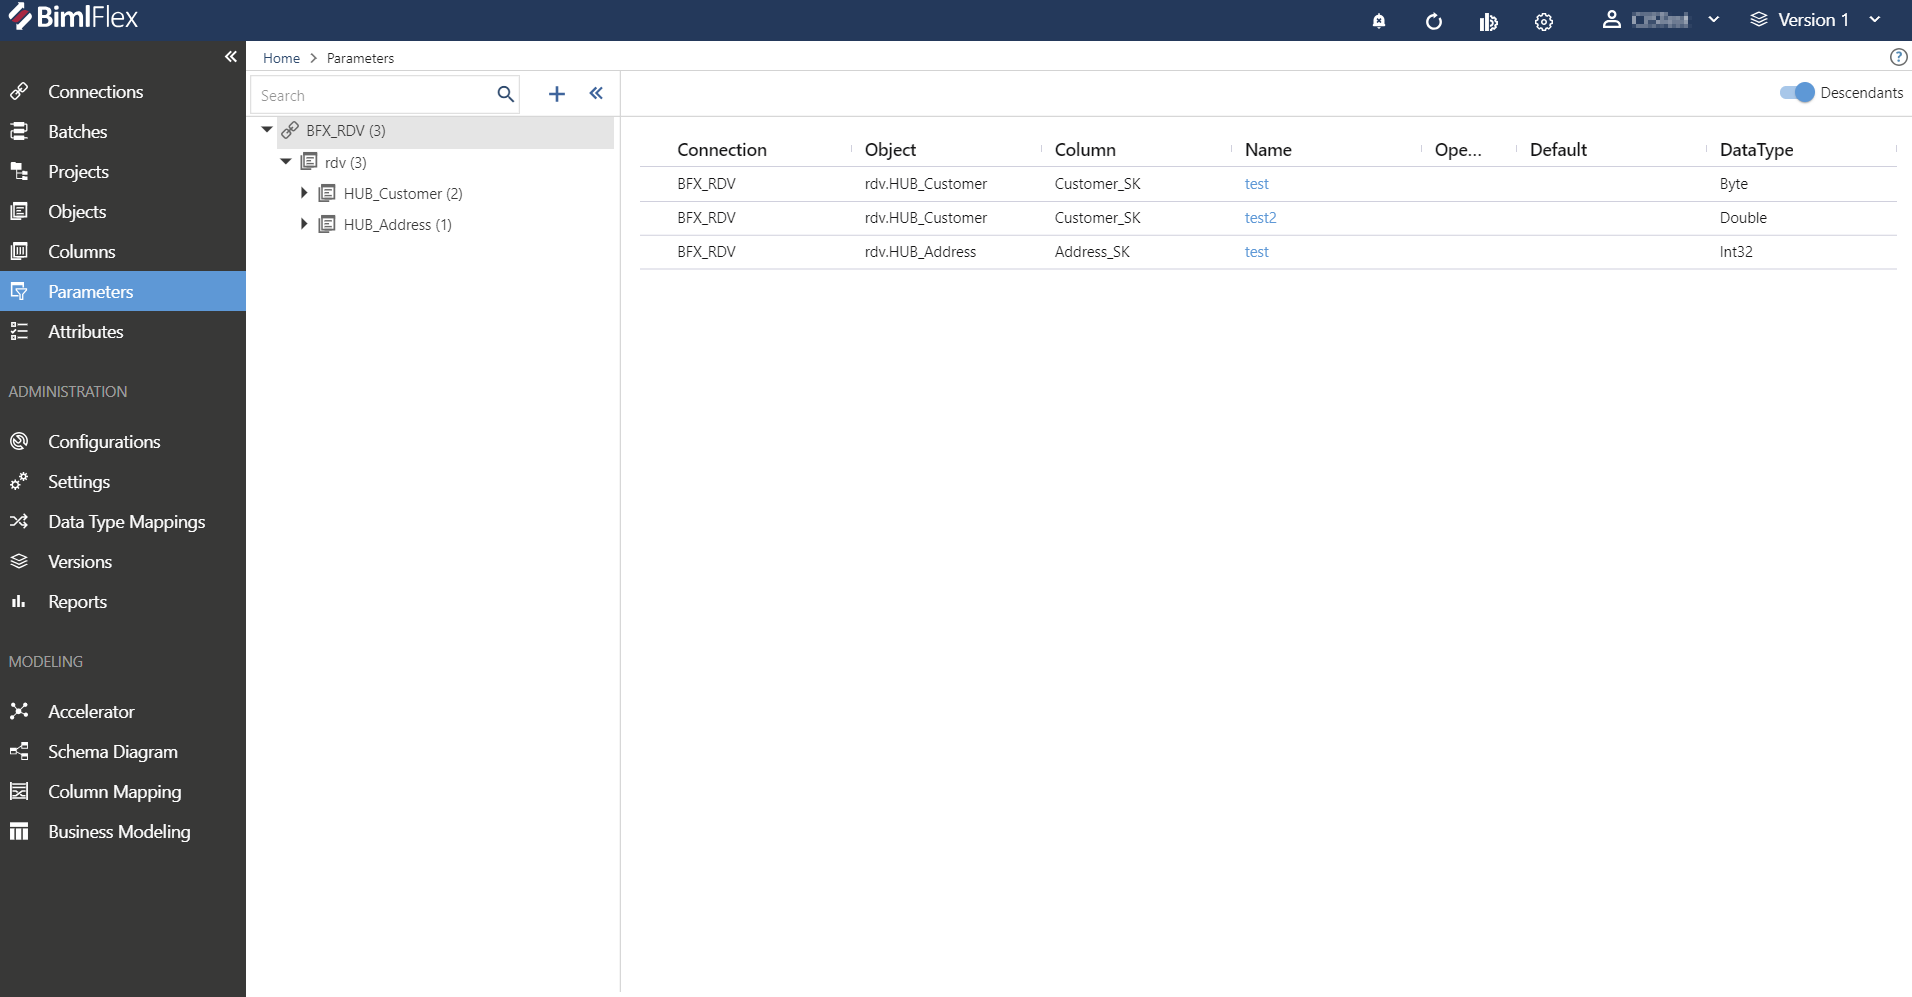 BimlFlex
Version 1
Home > Parameters
Search
Descendants
Connections
Batches
Projects
Objects
Columns
Parameters
Attributes
ADMINISTRATION
Configurations
Settings
Data Type Mappings
Versions
Reports
MODELING
Accelerator
Schema Diagram
Column Mapping
Business Modeling
BFX_RDV (3)
rdv (3)
HUB_Customer (2)
HUB_Address (1)
Connection Object Column Name Ope... Default DataType
BFX_RDV rdv.HUB_Customer Customer_SK test Byte
BFX_RDV rdv.HUB_Customer Customer_SK test2 Double
BFX_RDV rdv.HUB_Address Address_SK test Int32